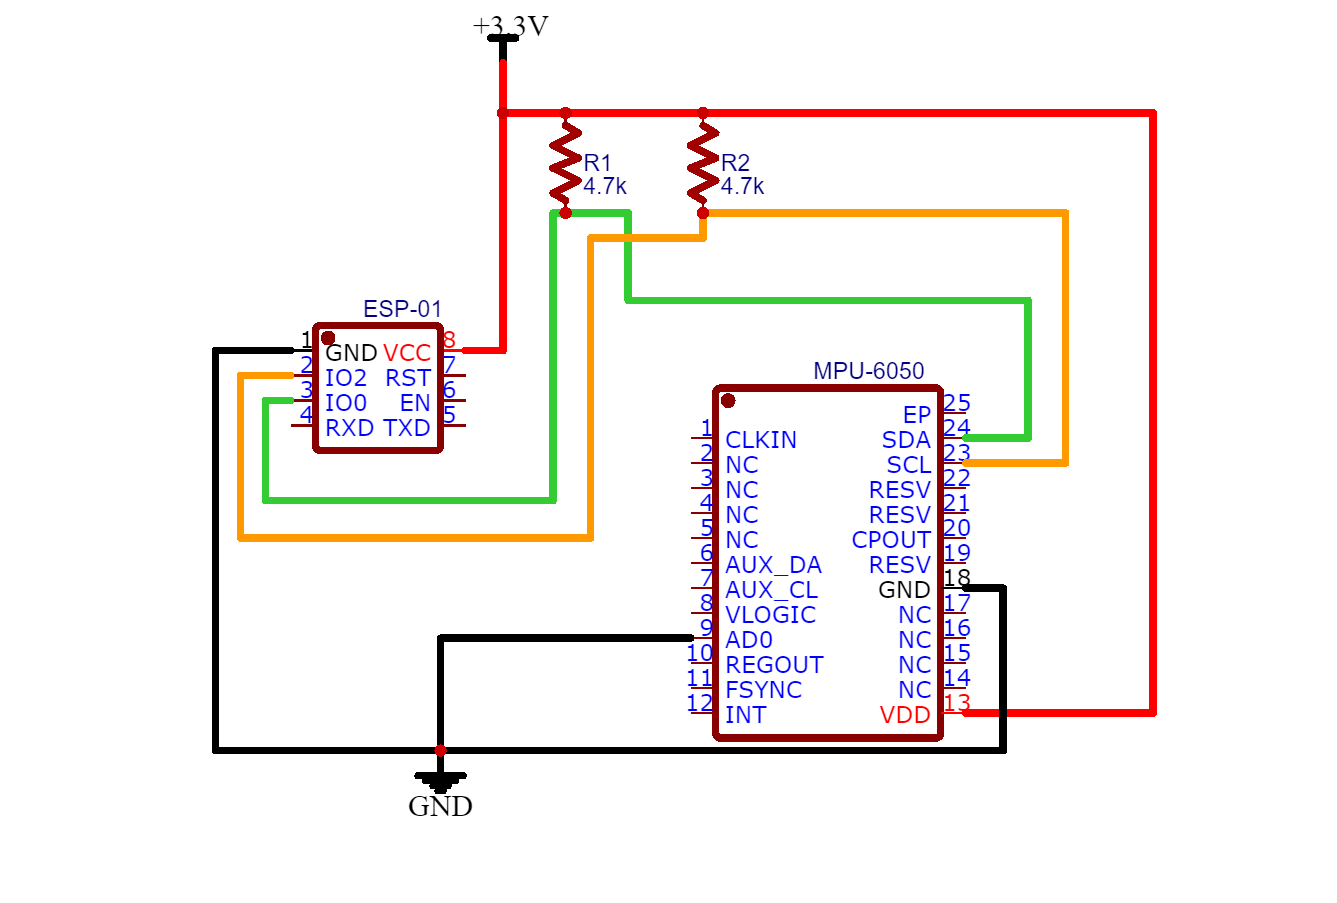 +3.3V
R1
4.7k
R2
4.7k
ESP-01
1 GND VCC 8
2 IO2 RST 7
3 IO0 EN 6
4 RXD TXD 5
MPU-6050
EP 25
1 CLKIN SDA 24
2 NC SCL 23
3 NC RESV 22
4 NC RESV 21
5 NC CPOUT 20
6 AUX_DA RESV 19
7 AUX_CL GND 18
8 VLOGIC NC 17
9 AD0 NC 16
10 REGOUT NC 15
11 FSYNC NC 14
12 INT VDD 13
GND